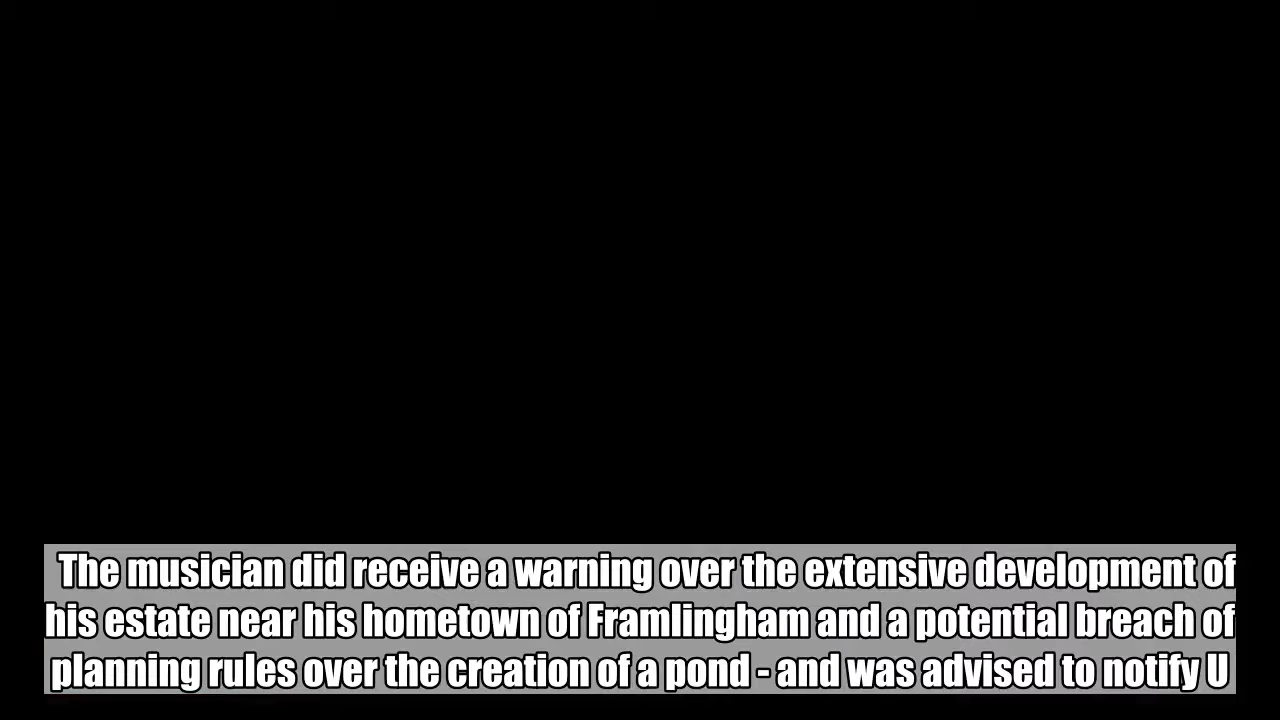 The musician did receive a warning over the extensive development of
his estate near his hometown of Framlingham and a potential breach of
planning rules over the creation of a pond - and was advised to notify U